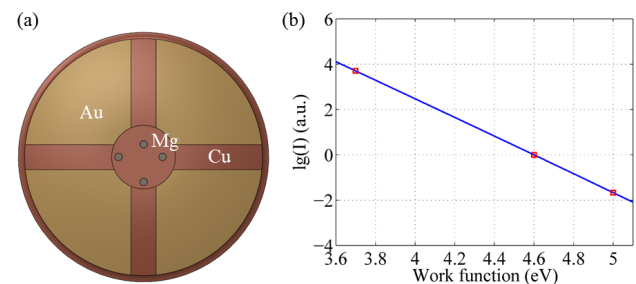 (a)
Au
Mg
Cu
(b)
lg(I) (a.u.)
6
4
2
0
−2
−4
3.6 3.8 4 4.2 4.4 4.6 4.8 5
Work function (eV)